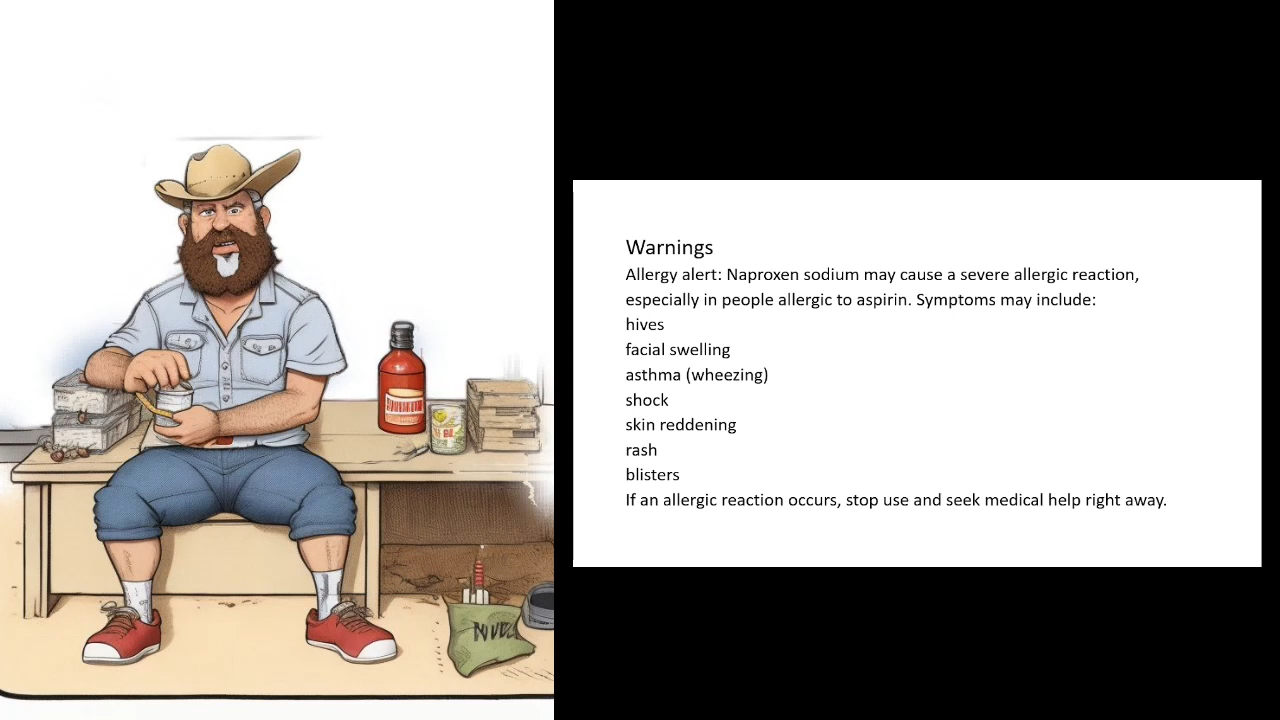 Warnings
Allergy alert: Naproxen sodium may cause a severe allergic reaction,
especially in people allergic to aspirin. Symptoms may include:
hives
facial swelling
asthma (wheezing)
shock
skin reddening
rash
blisters
If an allergic reaction occurs, stop use and seek medical help right away.